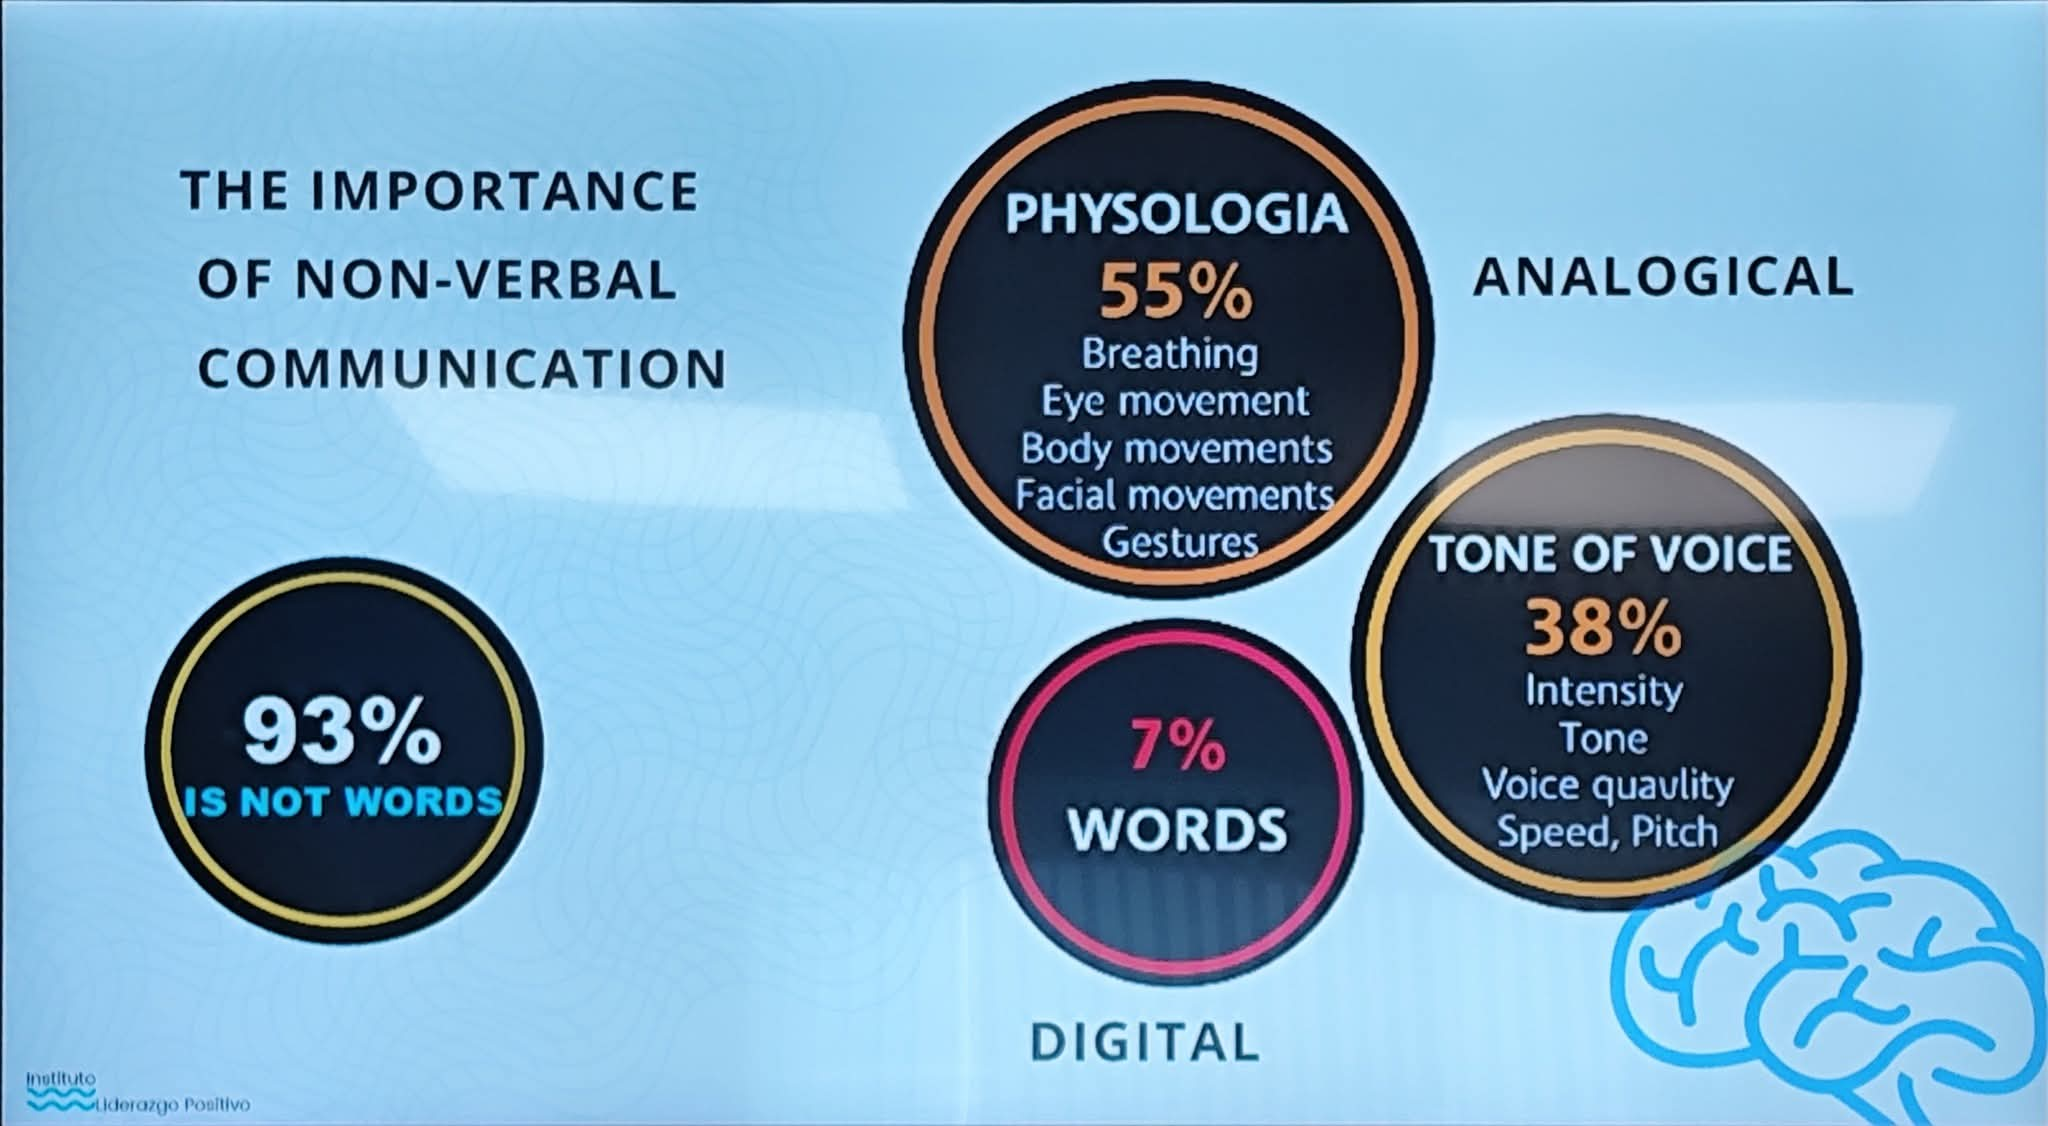 THE IMPORTANCE
OF NON-VERBAL
COMMUNICATION
93%
IS NOT WORDS
PHYSOLOGIA
55%
Breathing
Eye movement
Body movements
Facial movements
Gestures
ANALOGICAL
TONE OF VOICE
38%
Intensity
Tone
Voice quavlity
Speed, Pitch
7%
WORDS
DIGITAL
Instituto
Liderazgo Positivo